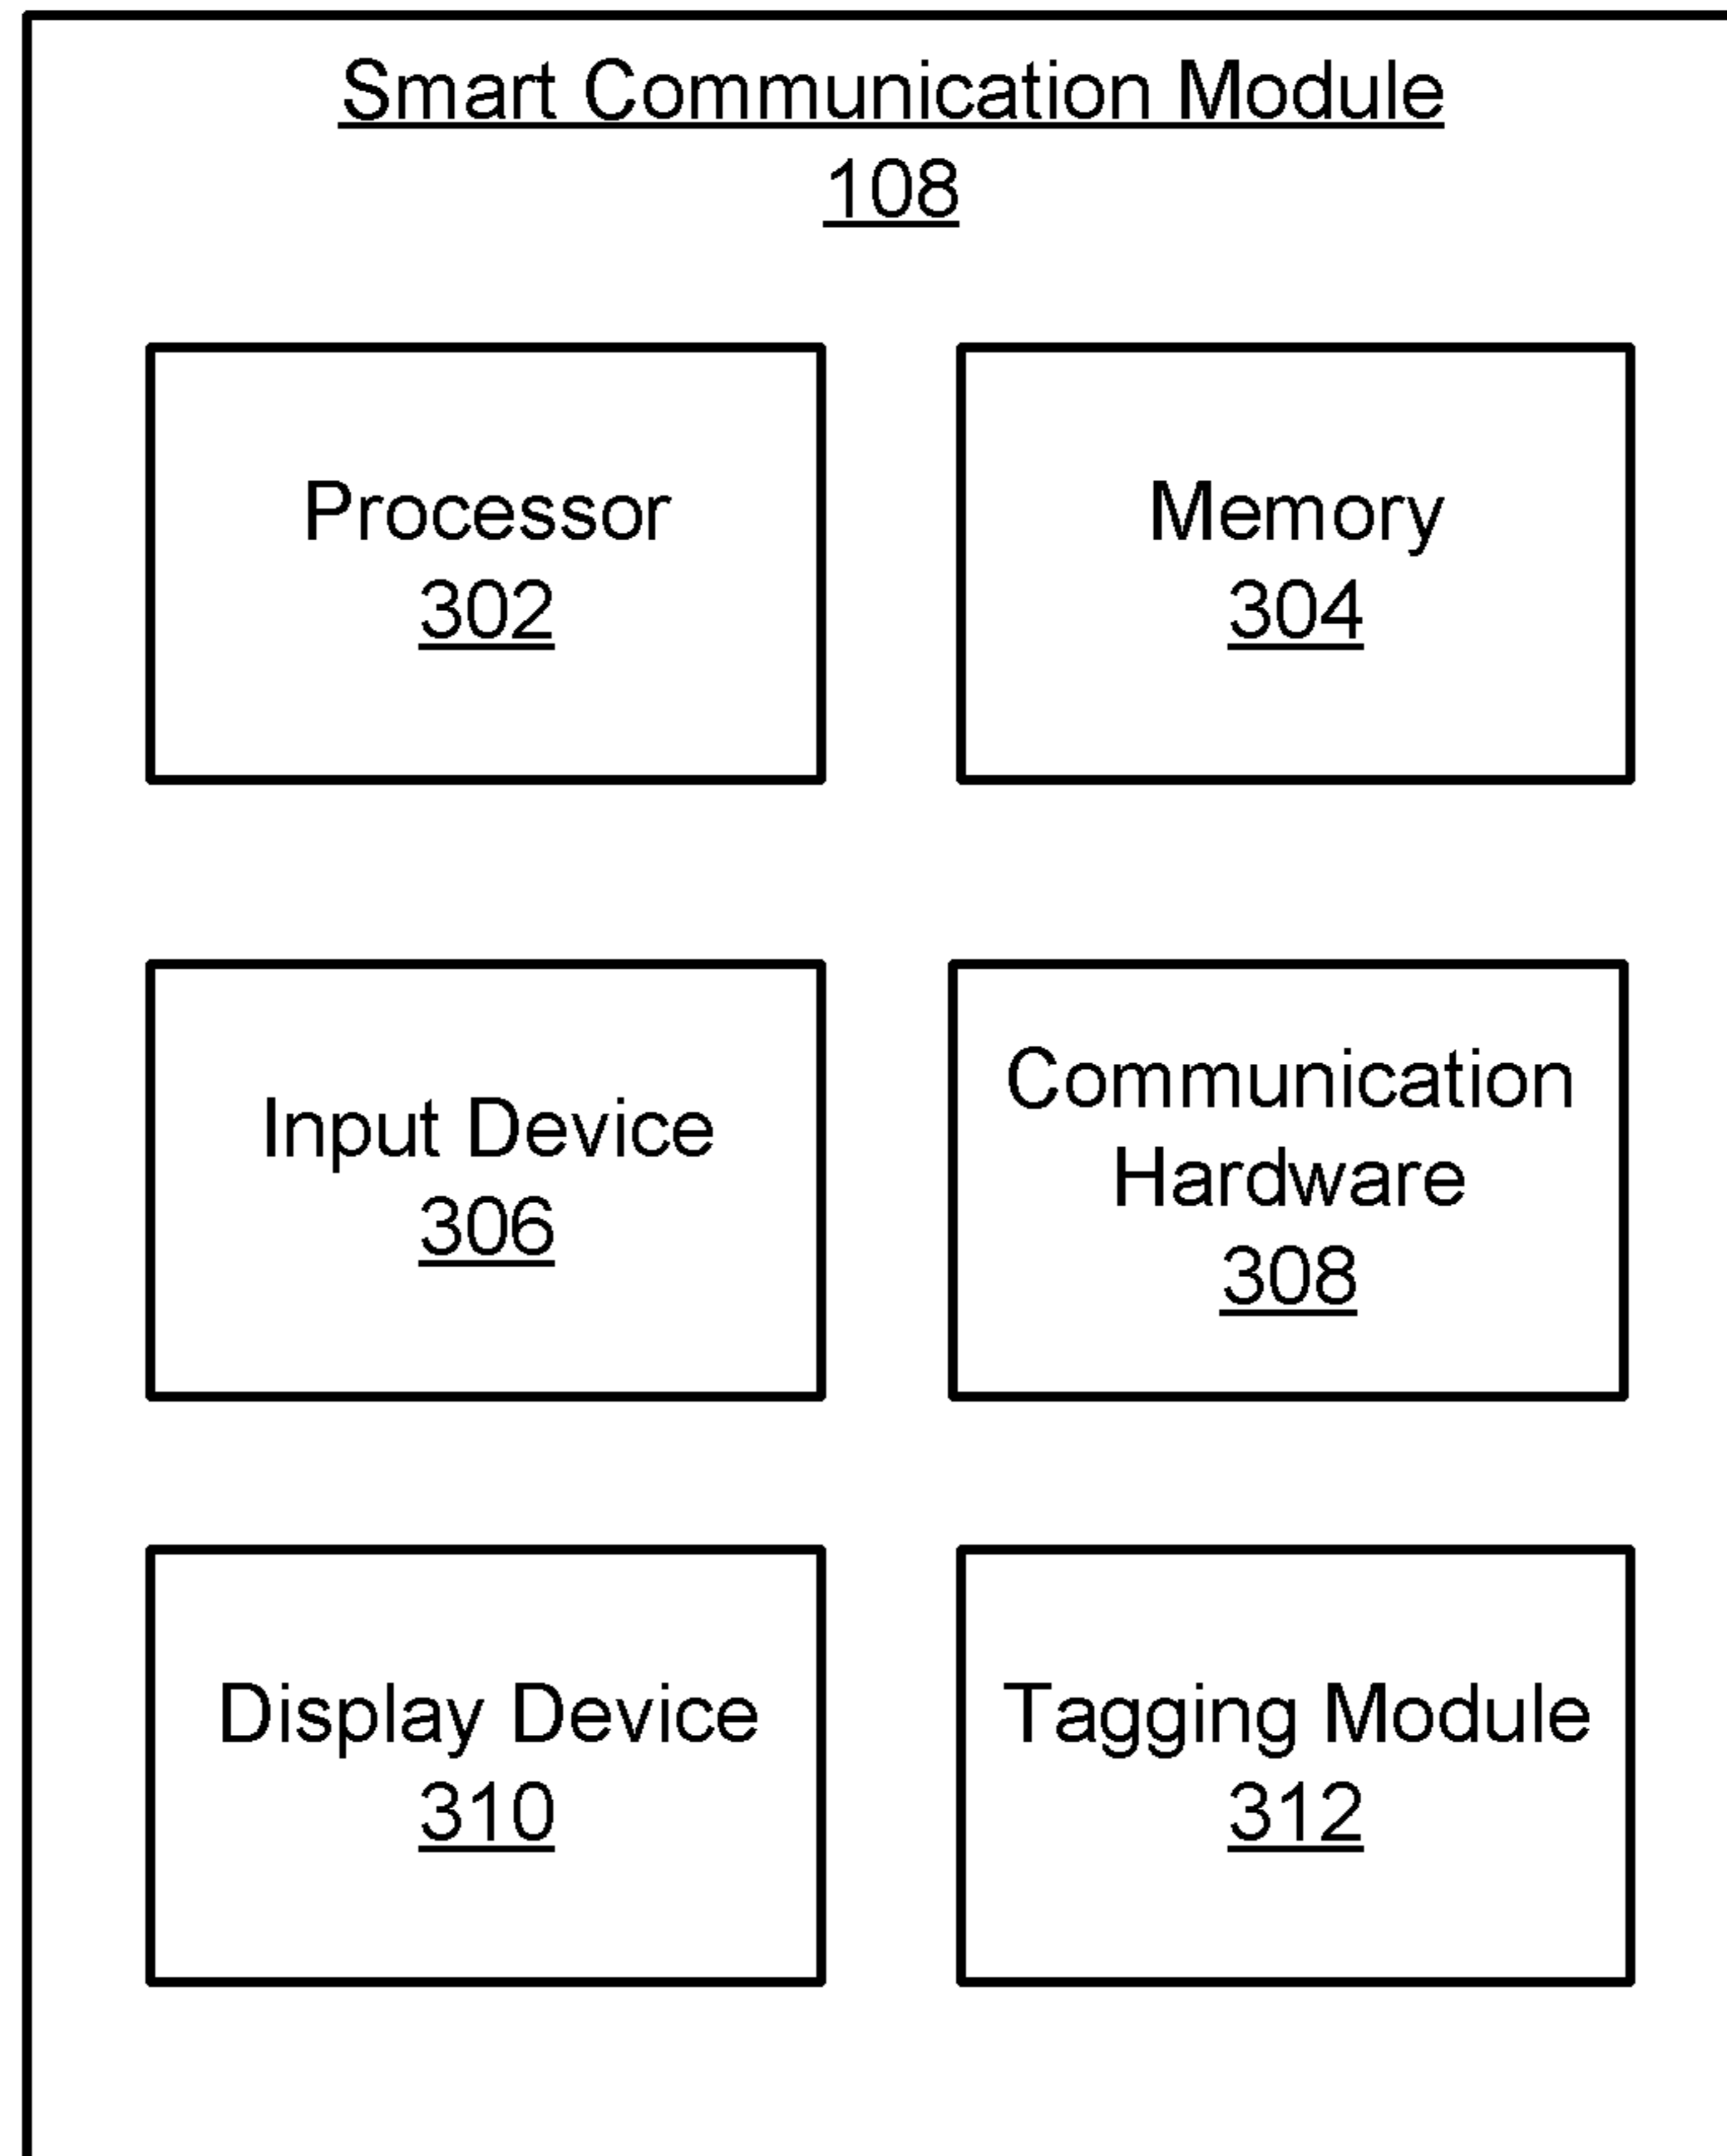 Smart Communication Module
108
Processor
302
Memory
304
Input Device
306
Communication
Hardware
308
Display Device
310
Tagging Module
312